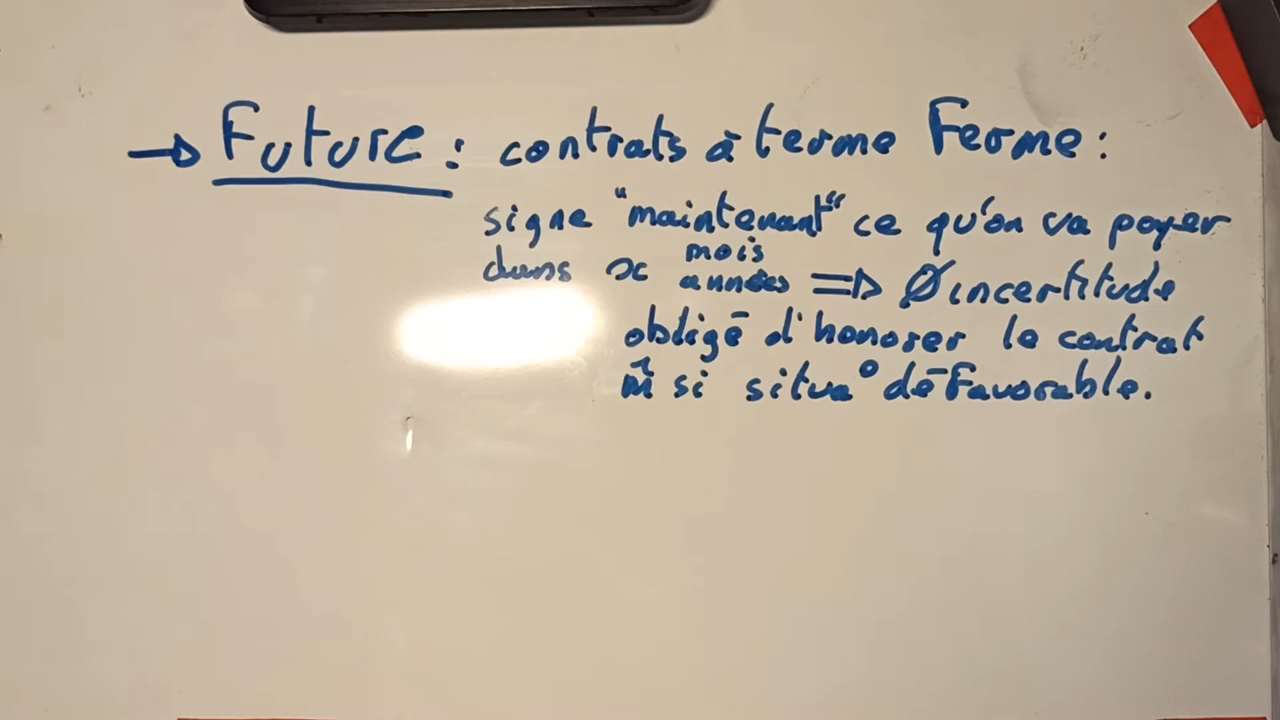 → Future : contrats à terme Ferme :
signe "maintenant" ce qu'on va payer
mois
dans x années ⇒ Ø incertitude
obligé d'honorer le contrat
m̂ si situa° défavorable.